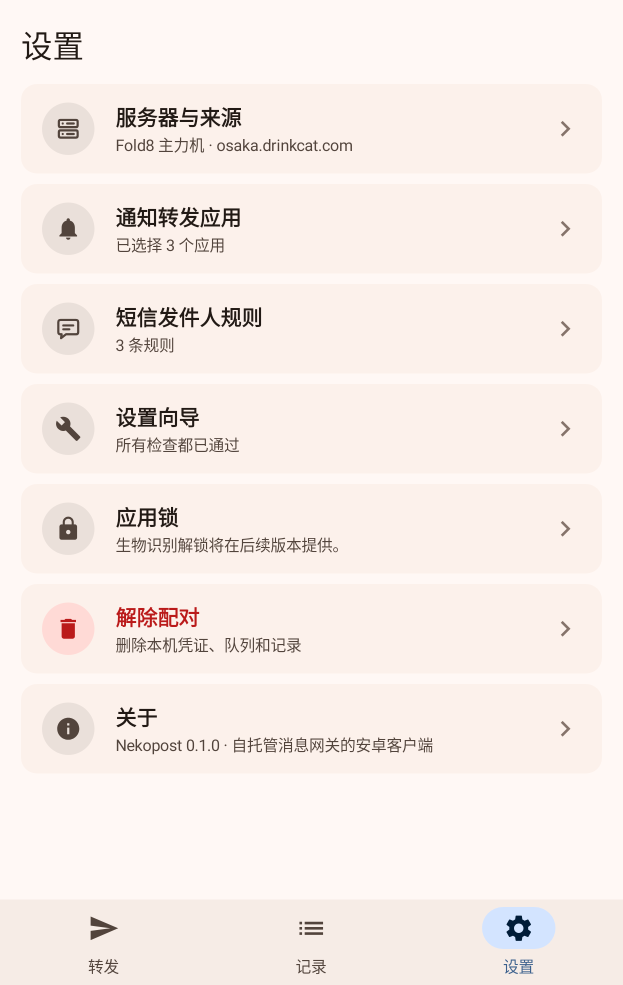 设置
服务器与来源
Fold8 主力机 · osaka.drinkcat.com
通知转发应用
已选择 3 个应用
短信发件人规则
3 条规则
设置向导
所有检查都已通过
应用锁
生物识别解锁将在后续版本提供。
解除配对
删除本机凭证、队列和记录
关于
Nekopost 0.1.0 · 自托管消息网关的安卓客户端
转发
记录
设置